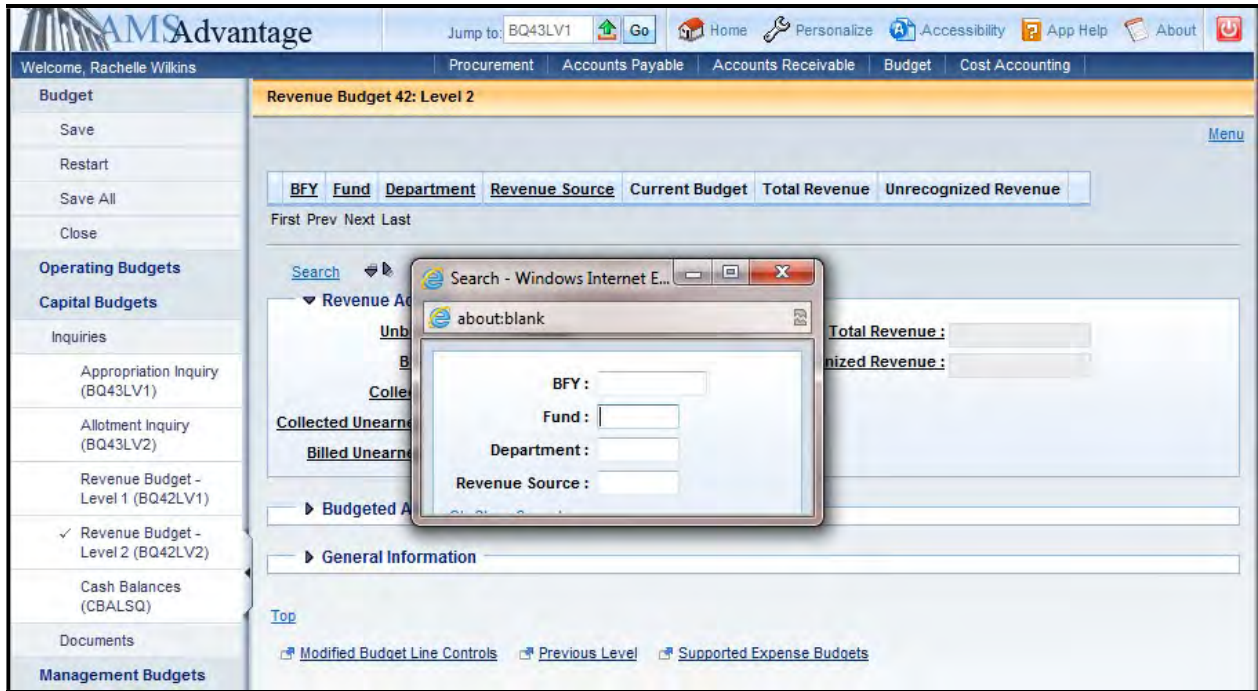 AMSAdvantage
Jump to: BQ43LV1 Go Home Personalize Accessibility App Help About
Welcome, Rachelle Wilkins
Procurement Accounts Payable Accounts Receivable Budget Cost Accounting
Budget
Save
Restart
Save All
Close
Operating Budgets
Capital Budgets
Inquiries
Appropriation Inquiry
(BQ43LV1)
Allotment Inquiry
(BQ43LV2)
Revenue Budget -
Level 1 (BQ42LV1)
Revenue Budget -
Level 2 (BQ42LV2)
Cash Balances
(CBALSQ)
Documents
Management Budgets
Revenue Budget 42: Level 2
Menu
BFY Fund Department Revenue Source Current Budget Total Revenue Unrecognized Revenue
First Prev Next Last
Search
Revenue
Total Revenue :
Revenue :
Collected
Billed
Budgeted
General Information
Top
Modified Budget Line Controls Previous Level Supported Expense Budgets
Search - Windows Internet E...
about:blank
BFY :
Fund :
Department :
Revenue Source :